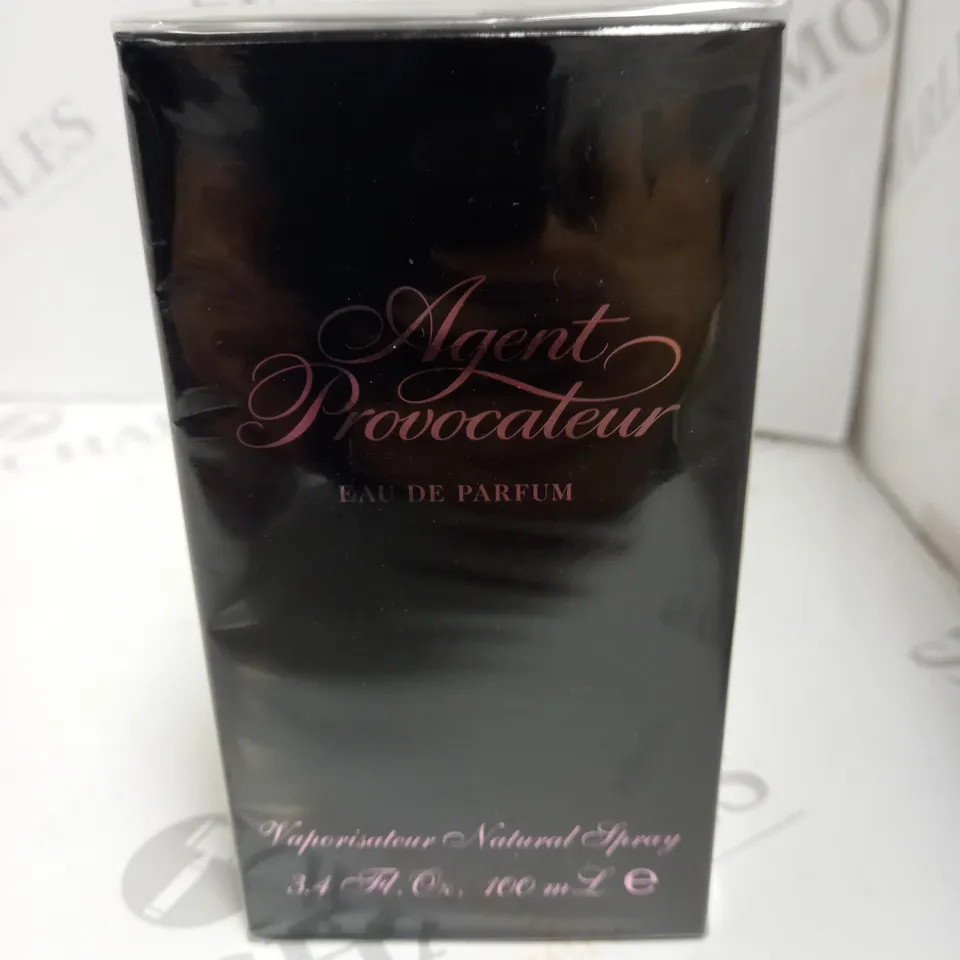 Agent
Provocateur
EAU DE PARFUM
Vaporisateur Natural Spray
3.4 Fl. Oz. 100 mL ℮